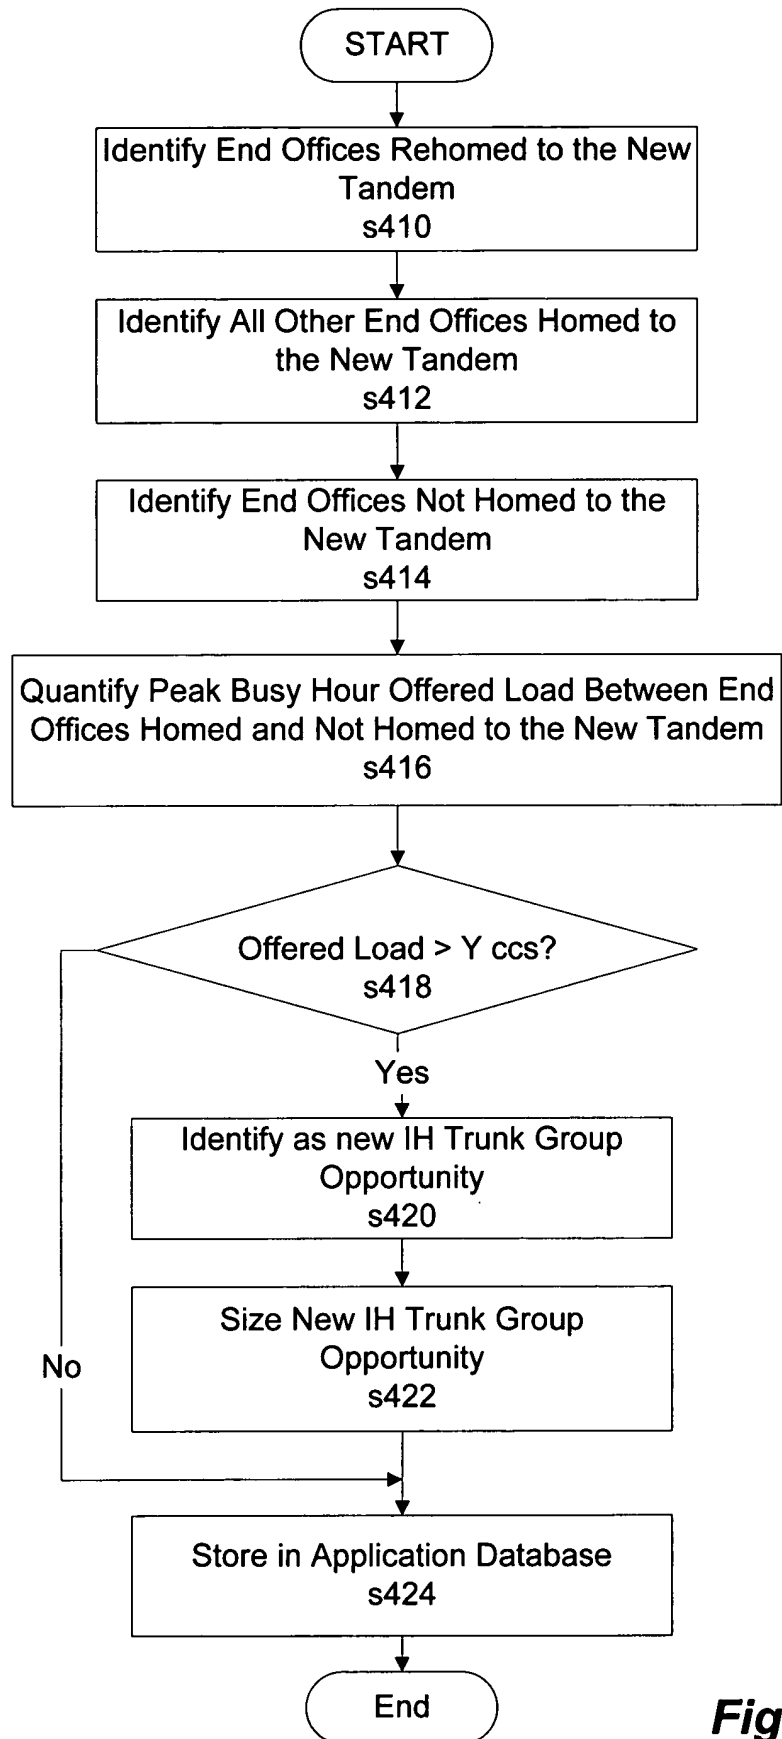 START
Identify End Offices Rehomed to the New
Tandem
s410
Identify All Other End Offices Homed to
the New Tandem
s412
Identify End Offices Not Homed to the
New Tandem
s414
Quantify Peak Busy Hour Offered Load Between End
Offices Homed and Not Homed to the New Tandem
s416
Offered Load > Y ccs?
s418
Yes
Identify as new IH Trunk Group
Opportunity
s420
Size New IH Trunk Group
Opportunity
s422
No
Store in Application Database
s424
End
Fig